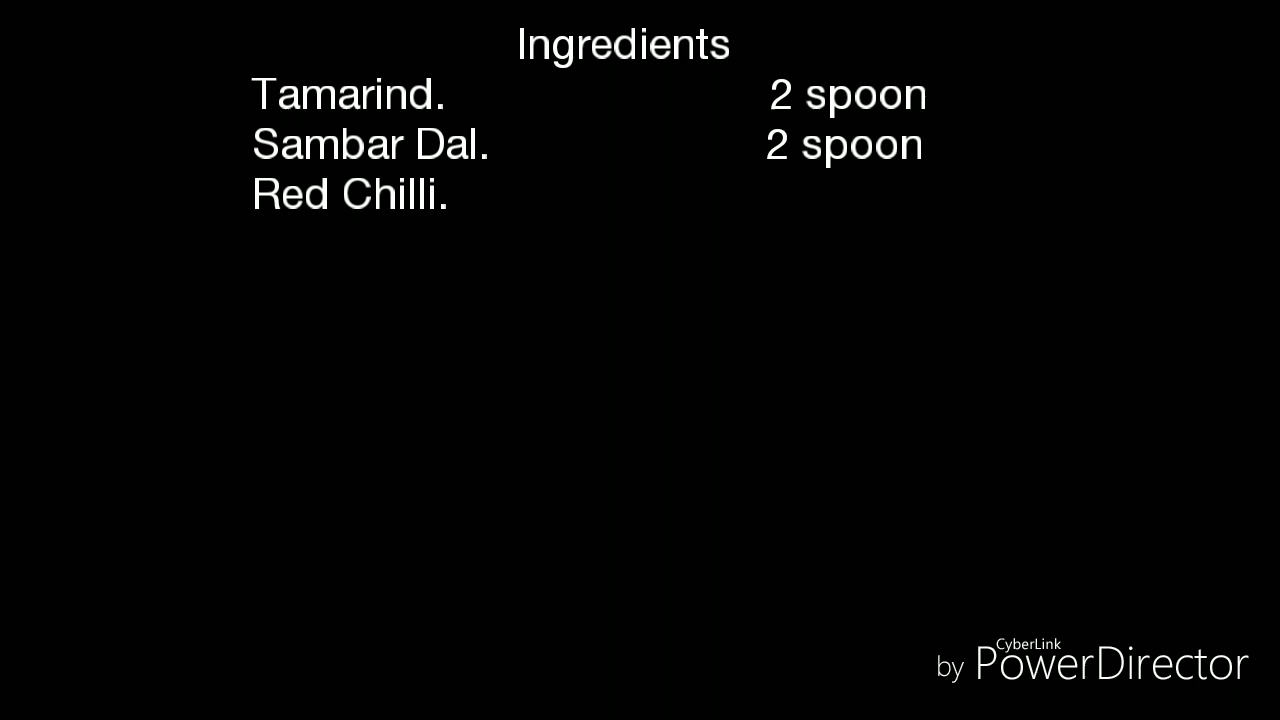 Ingredients
Tamarind. 2 spoon
Sambar Dal. 2 spoon
Red Chilli.
by CyberLink PowerDirector